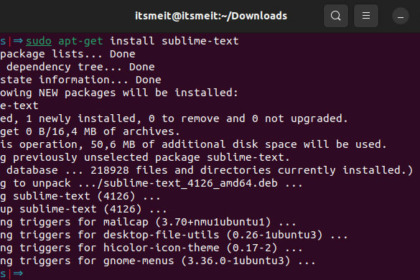 itsmeit@itsmeit:~/Downloads
s|⇒ sudo apt-get install sublime-text
package lists... Done
dependency tree... Done
state information... Done
owing NEW packages will be installed:
e-text
ed, 1 newly installed, 0 to remove and 0 not upgraded.
get 0 B/16,4 MB of archives.
is operation, 50,6 MB of additional disk space will be used.
g previously unselected package sublime-text.
database ... 218928 files and directories currently installed.)
g to unpack .../sublime-text_4126_amd64.deb ...
g sublime-text (4126) ...
up sublime-text (4126) ...
ng triggers for mailcap (3.70+nmu1ubuntu1) ...
ng triggers for desktop-file-utils (0.26-1ubuntu3) ...
ng triggers for hicolor-icon-theme (0.17-2) ...
ng triggers for gnome-menus (3.36.0-1ubuntu3) ...
s|⇒